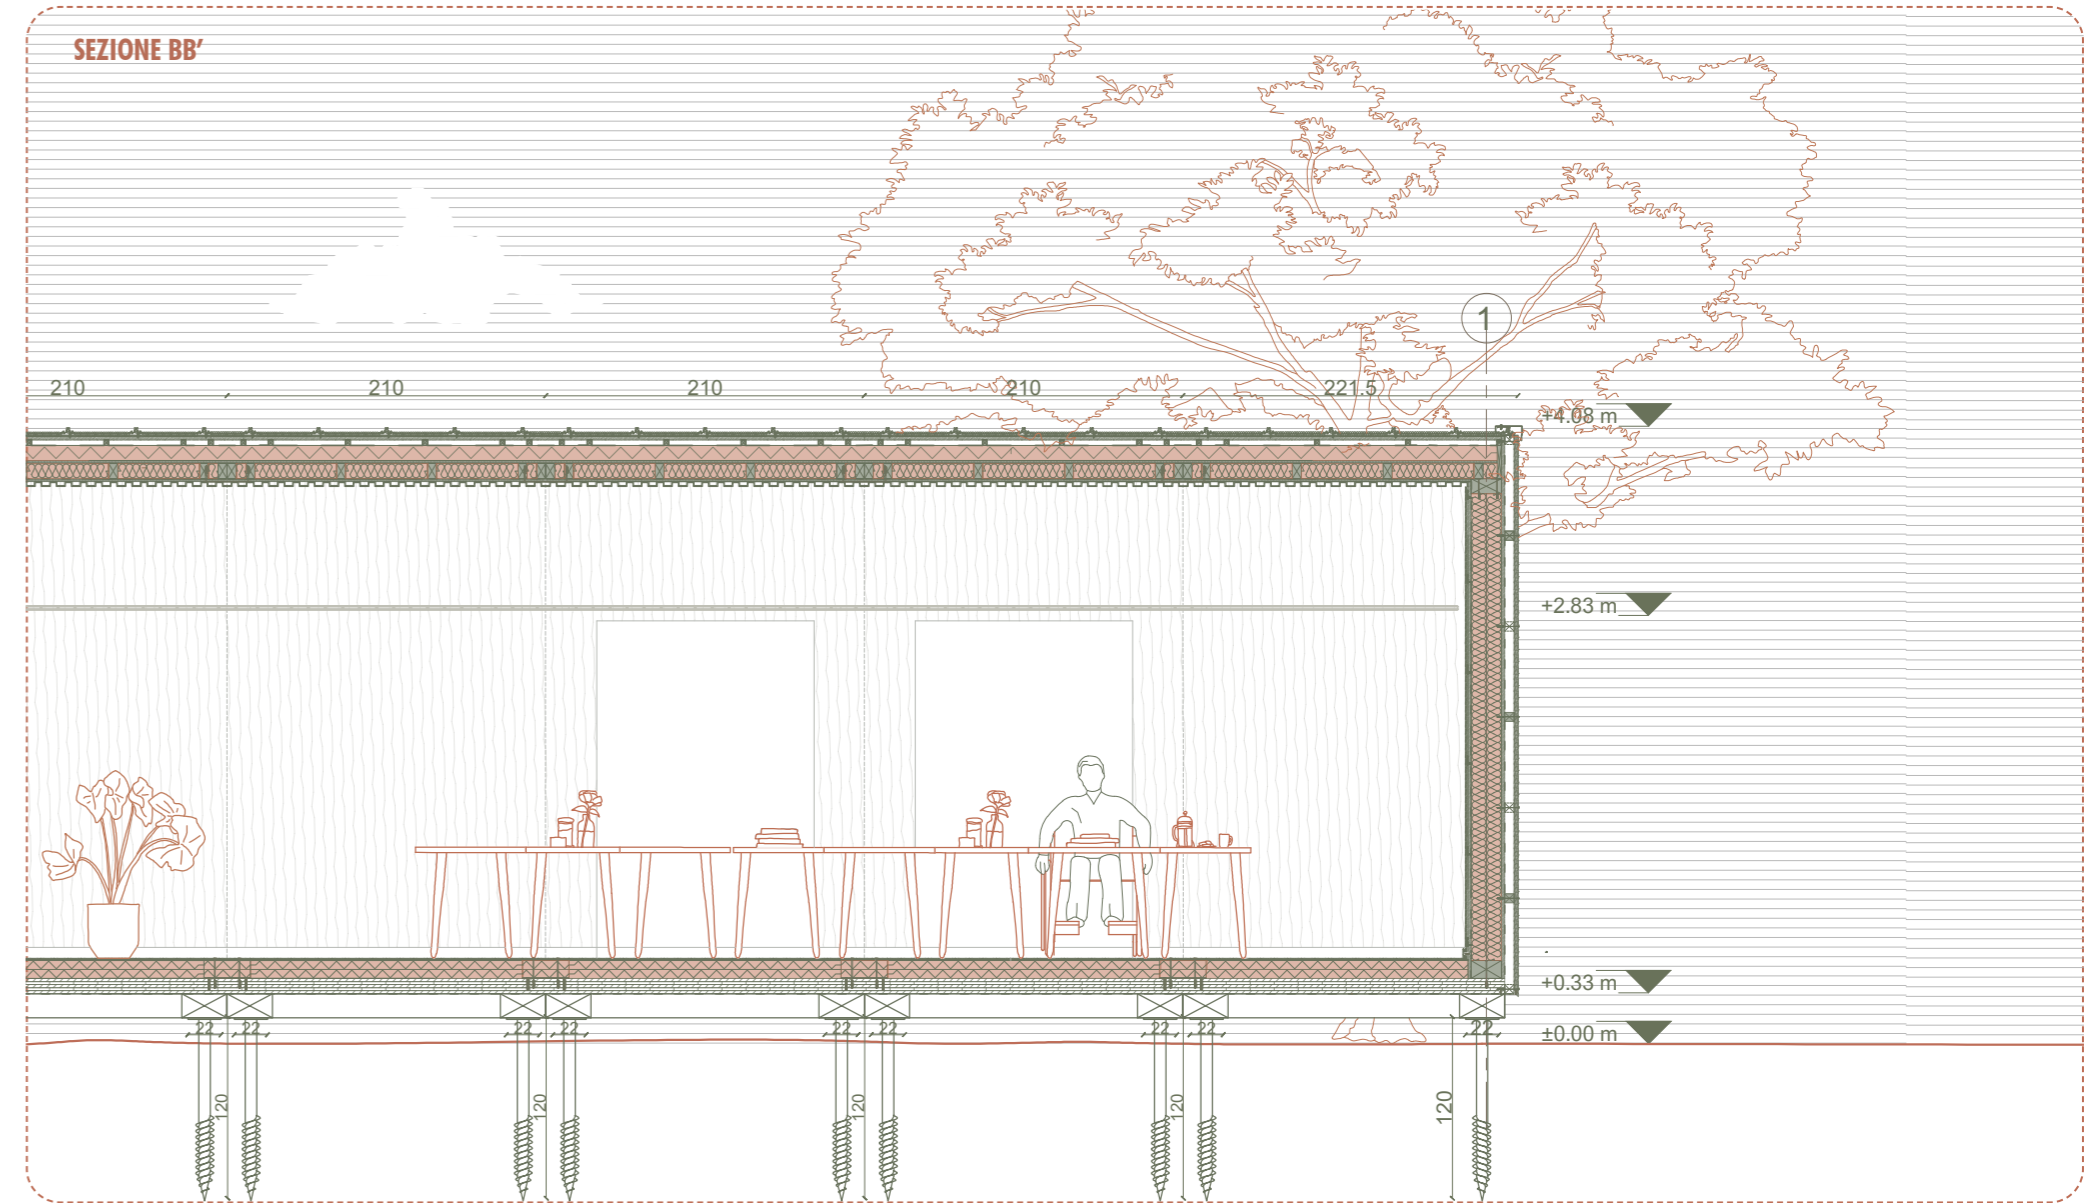 SEZIONE BB’
1
210 210 210 210 221.5
+4.08 m
+2.83 m
+0.33 m
22 22 22 22 22 22 22 22 22
±0.00 m
120 120 120 120 120